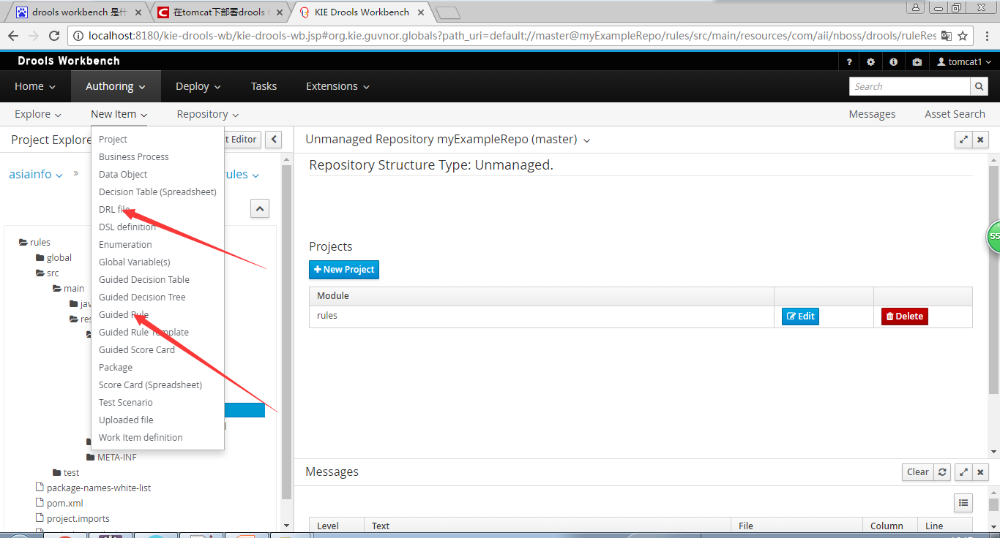 drools workbench 是什
在tomcat下部署drools
KIE Drools Workbench
localhost:8180/kie-drools-wb/kie-drools-wb.jsp#org.kie.guvnor.globals?path_uri=default://master@myExampleRepo/rules/src/main/resources/com/aii/nboss/drools/ruleRes
Drools Workbench
? tomcat1
Home Authoring Deploy Tasks Extensions Search
Explore New Item Repository Messages Asset Search
Project Explore t Editor
Unmanaged Repository myExampleRepo (master)
Repository Structure Type: Unmanaged.
asiainfo » rules
Project
Business Process
Data Object
Decision Table (Spreadsheet)
DRL file
DSL definition
Enumeration
Global Variable(s)
Guided Decision Table
Guided Decision Tree
Guided Rule
Guided Rule Template
Guided Score Card
Package
Score Card (Spreadsheet)
Test Scenario
Uploaded file
Work Item definition
rules
global
src
main
jav
res
META-INF
test
package-names-white-list
pom.xml
project.imports
Projects
+ New Project
Module
rules Edit Delete
55
Messages
Clear
Level Text File Column Line